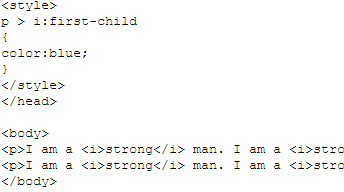 <style>
p > i:first-child
{
color:blue;
}
</style>
</head>

<body>
<p>I am a <i>strong</i> man. I am a <i>stro
<p>I am a <i>strong</i> man. I am a <i>stro
</body>